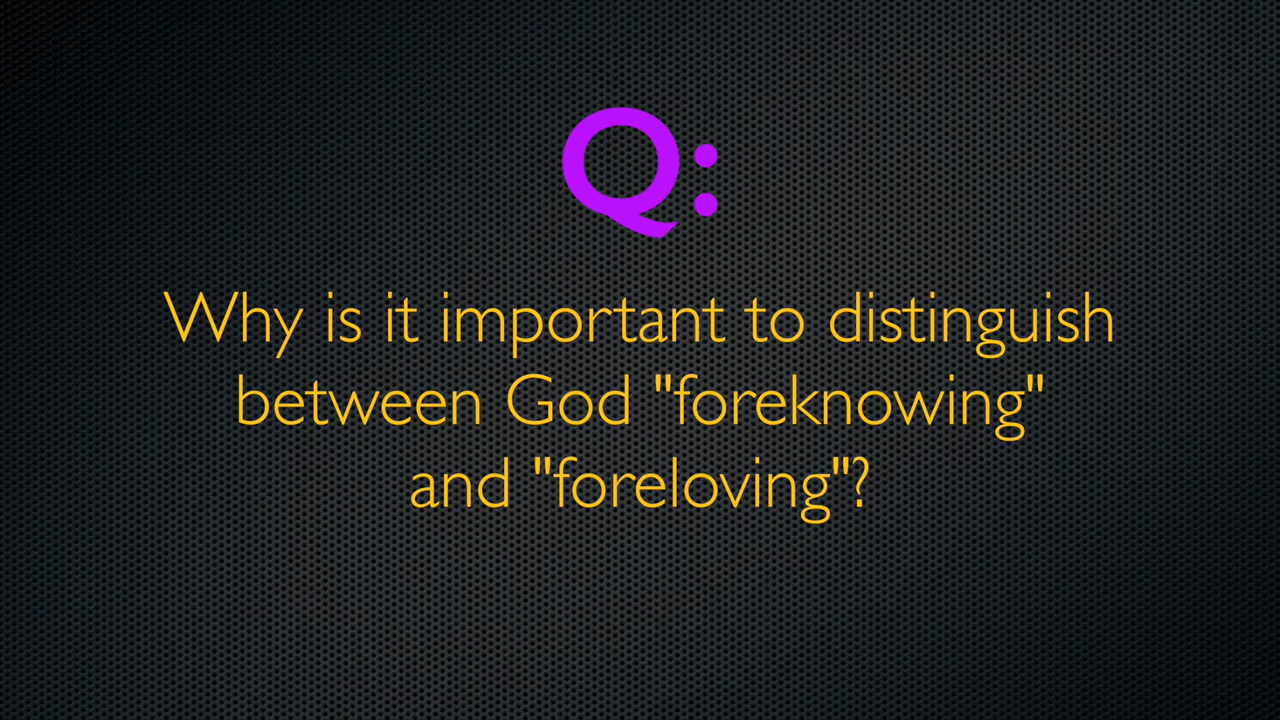 Q:
Why is it important to distinguish
between God "foreknowing"
and "foreloving"?